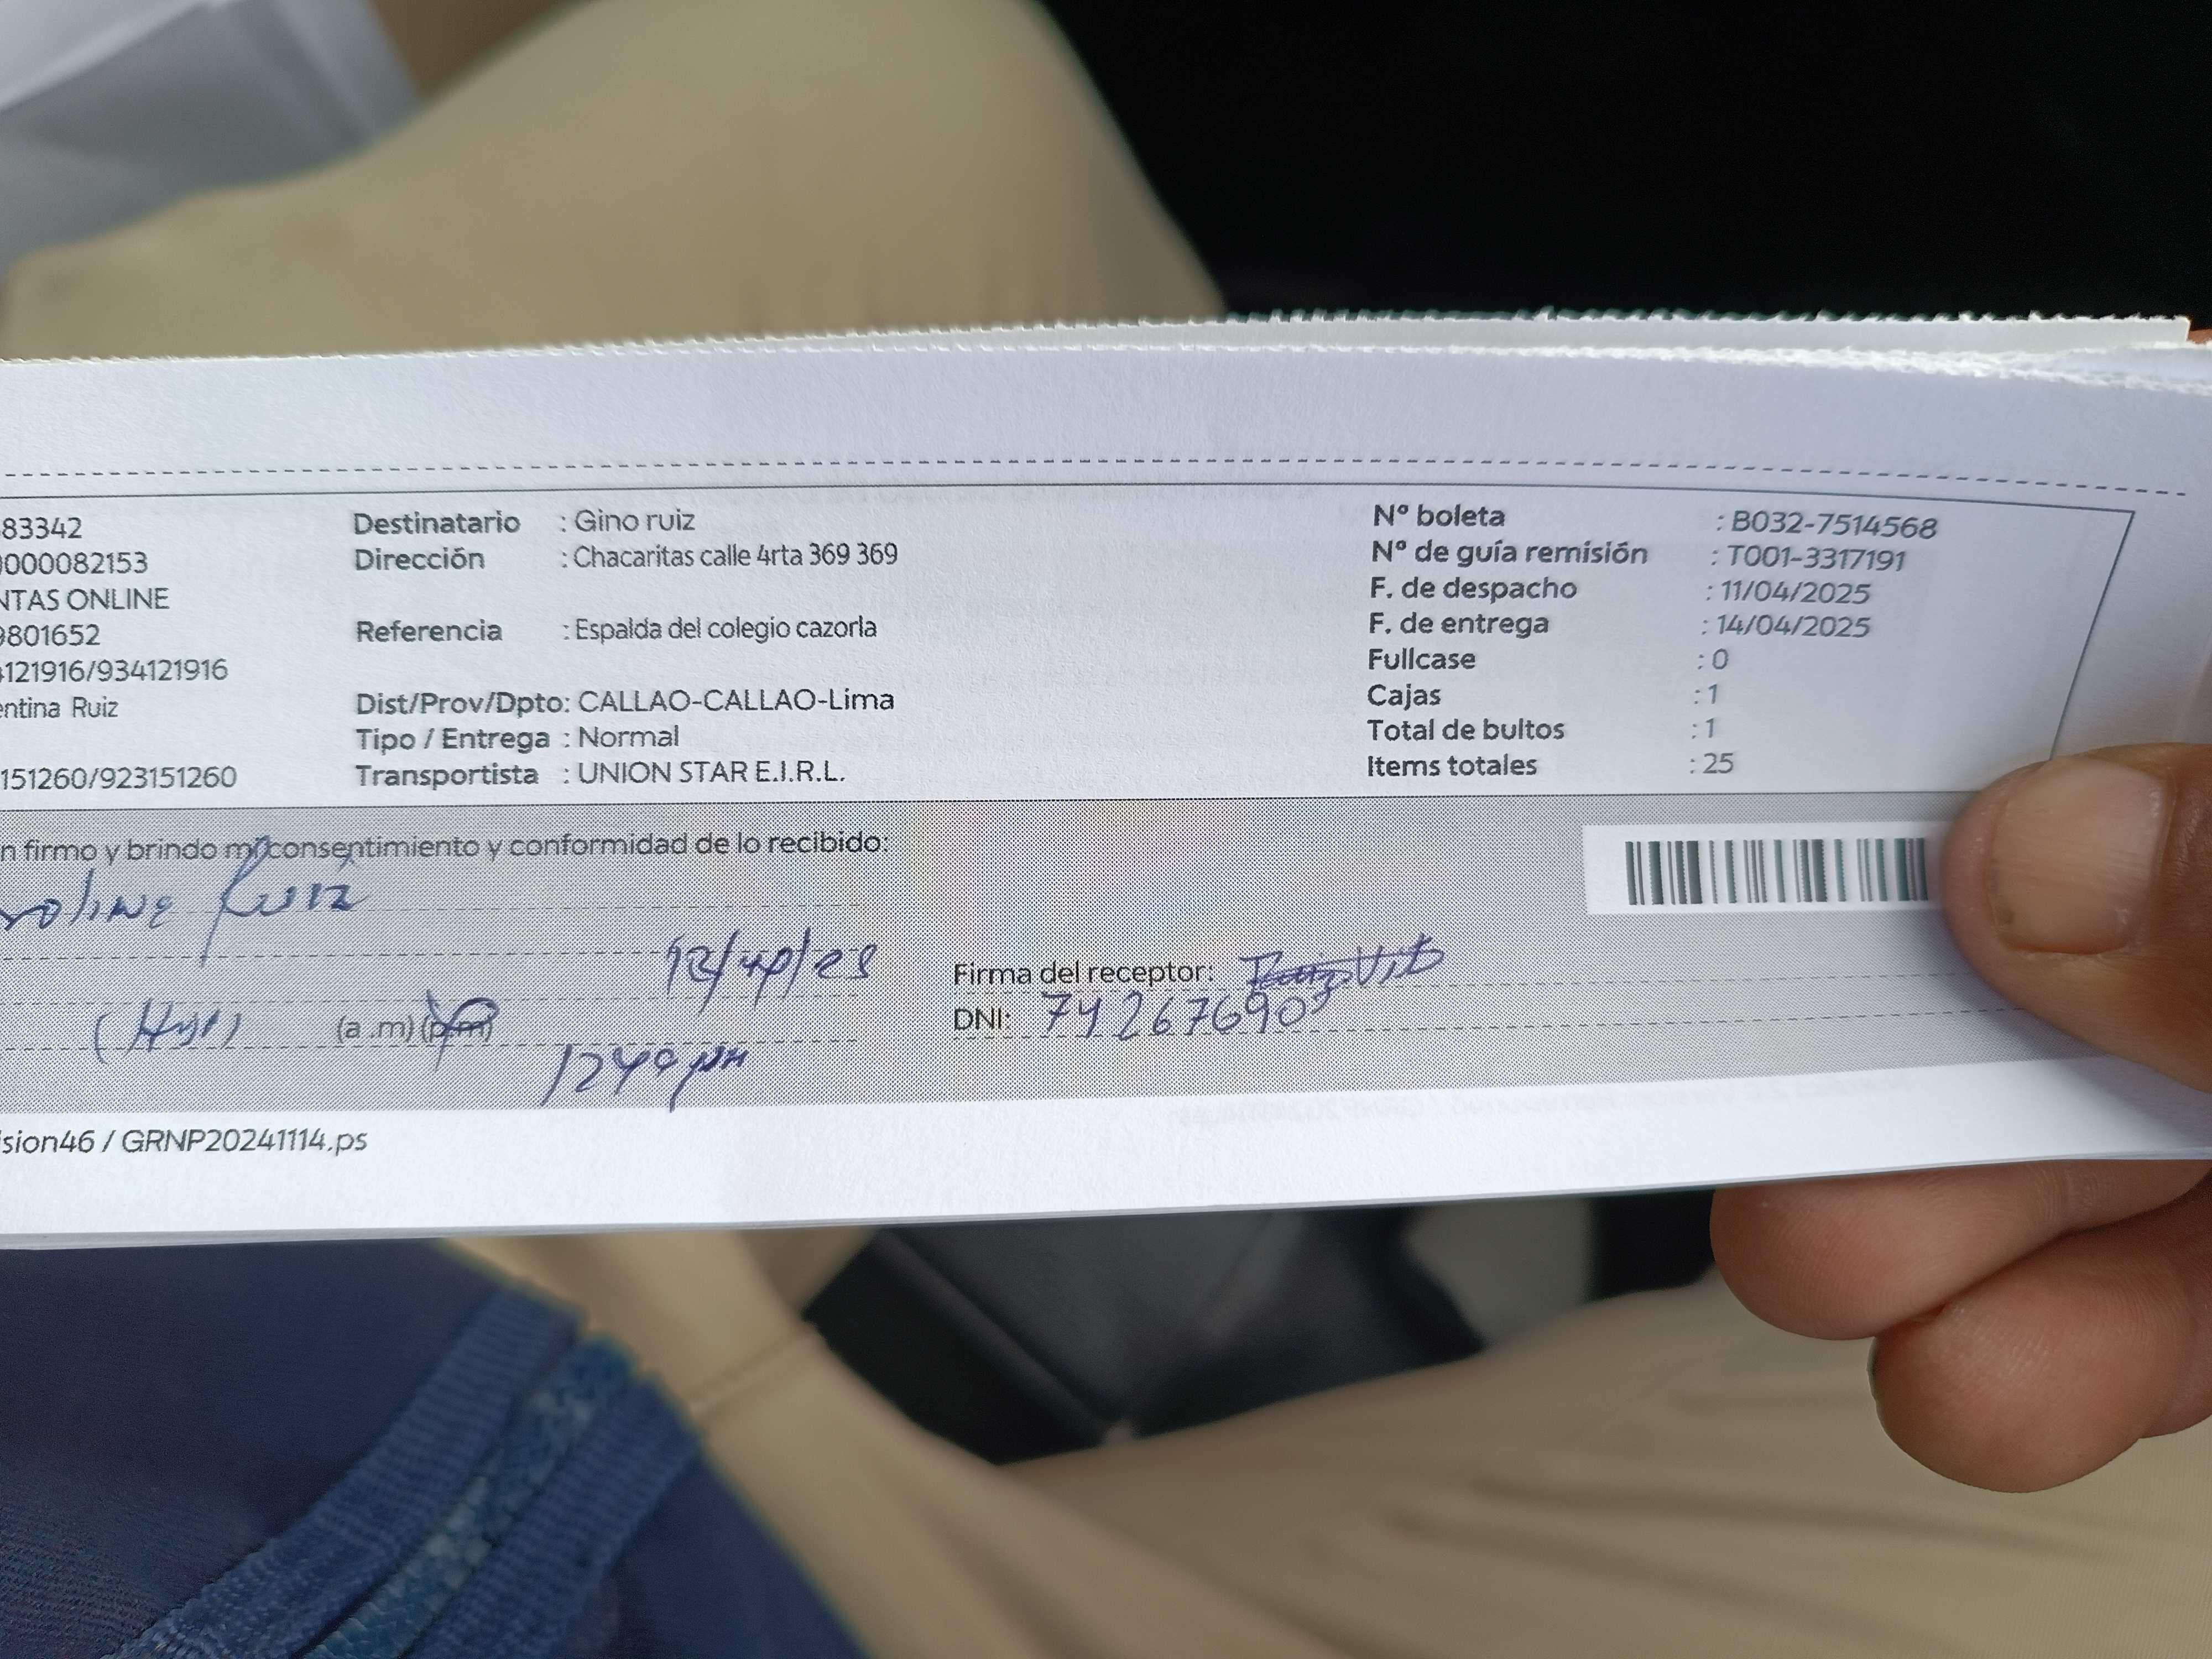 83342
000082153
NTAS ONLINE
9801652
121916/934121916
entina Ruiz
151260/923151260
Destinatario : Gino ruiz
Dirección : Chacaritas calle 4rta 369 369
Referencia : Espalda del colegio cazorla
Dist/Prov/Dpto: CALLAO-CALLAO-Lima
Tipo / Entrega : Normal
Transportista : UNION STAR E.I.R.L.
Nº boleta : B032-7514568
Nº de guía remisión : T001-3317191
F. de despacho : 11/04/2025
F. de entrega : 14/04/2025
Fullcase : 0
Cajas : 1
Total de bultos : 1
Items totales : 25
n firmo y brindo mi consentimiento y conformidad de lo recibido:
Ruiz
(a .m) (p.m)
Firma del receptor:
DNI: 74267690
sion46 / GRNP20241114.ps